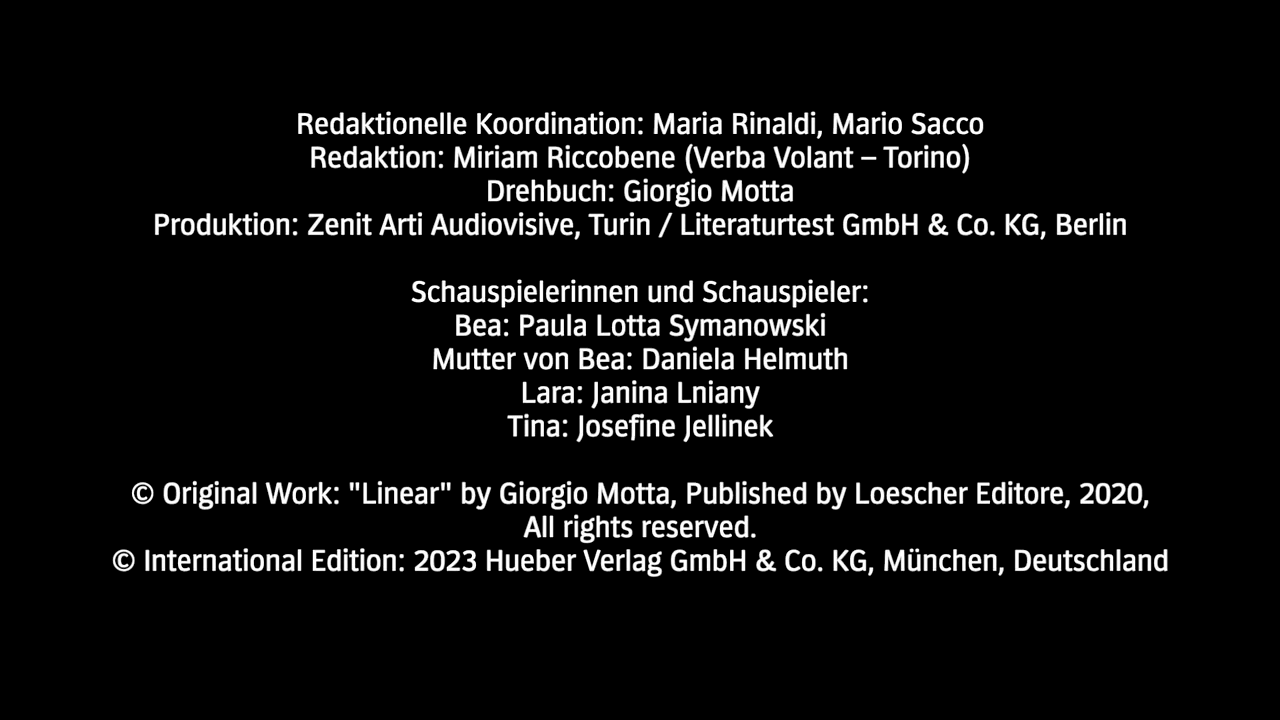 Redaktionelle Koordination: Maria Rinaldi, Mario Sacco
Redaktion: Miriam Riccobene (Verba Volant – Torino)
Drehbuch: Giorgio Motta
Produktion: Zenit Arti Audiovisive, Turin / Literaturtest GmbH & Co. KG, Berlin
Schauspielerinnen und Schauspieler:
Bea: Paula Lotta Symanowski
Mutter von Bea: Daniela Helmuth
Lara: Janina Lniany
Tina: Josefine Jellinek
© Original Work: "Linear" by Giorgio Motta, Published by Loescher Editore, 2020,
All rights reserved.
© International Edition: 2023 Hueber Verlag GmbH & Co. KG, München, Deutschland